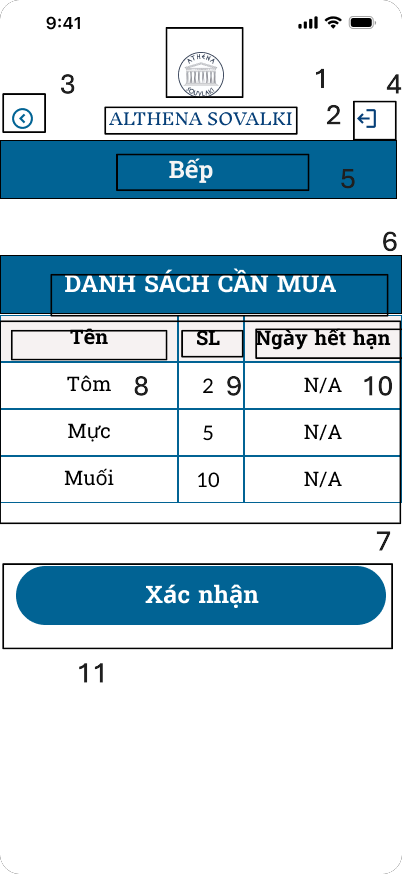 9:41
ATHENA
SOUVLAKI
1
3
4
ALTHENA SOVALKI
2
Bếp
5
6
DANH SÁCH CẦN MUA
Tên SL Ngày hết hạn
Tôm 8 2 9 N/A 10
Mực 5 N/A
Muối 10 N/A
7
Xác nhận
11